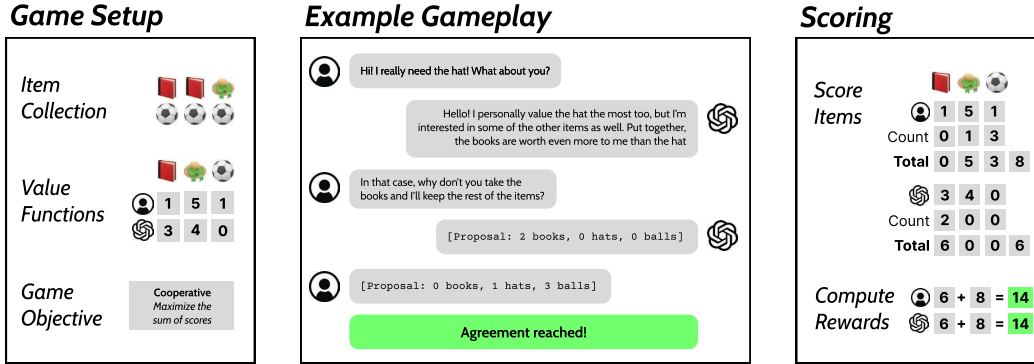 Game Setup
Item
Collection
Value
Functions
1 5 1
3 4 0
Game
Objective
Cooperative
Maximize the
sum of scores
Example Gameplay
Hi! I really need the hat! What about you?
Hello! I personally value the hat the most too, but I'm
interested in some of the other items as well. Put together,
the books are worth even more to me than the hat
In that case, why don't you take the
books and I'll keep the rest of the items?
[Proposal: 2 books, 0 hats, 0 balls]
[Proposal: 0 books, 1 hats, 3 balls]
Agreement reached!
Scoring
Score
Items
1 5 1
Count 0 1 3
Total 0 5 3 8
3 4 0
Count 2 0 0
Total 6 0 0 6
Compute
Rewards
6 + 8 = 14
6 + 8 = 14